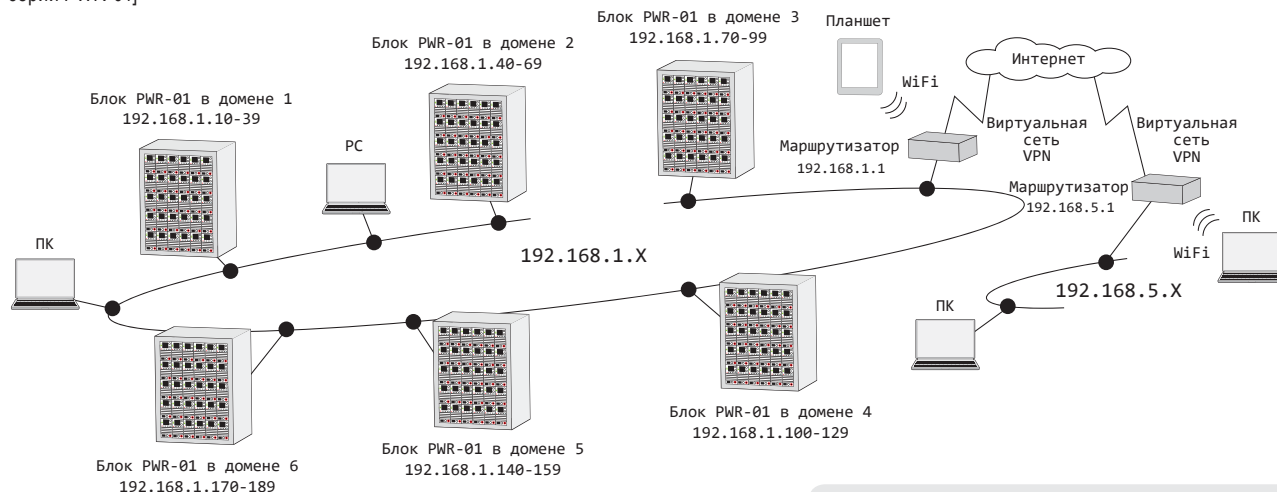 Блок PWR-01 в домене 3
192.168.1.70-99
Планшет
Блок PWR-01 в домене 2
192.168.1.40-69
Интернет
WiFi
Блок PWR-01 в домене 1
192.168.1.10-39
Виртуальная
сеть
VPN
Виртуальная
сеть
VPN
PC
Маршрутизатор
192.168.1.1
Маршрутизатор
192.168.5.1
ПК
ПК
192.168.1.X
WiFi
192.168.5.X
ПК
Блок PWR-01 в домене 4
192.168.1.100-129
Блок PWR-01 в домене 5
192.168.1.140-159
Блок PWR-01 в домене 6
192.168.1.170-189